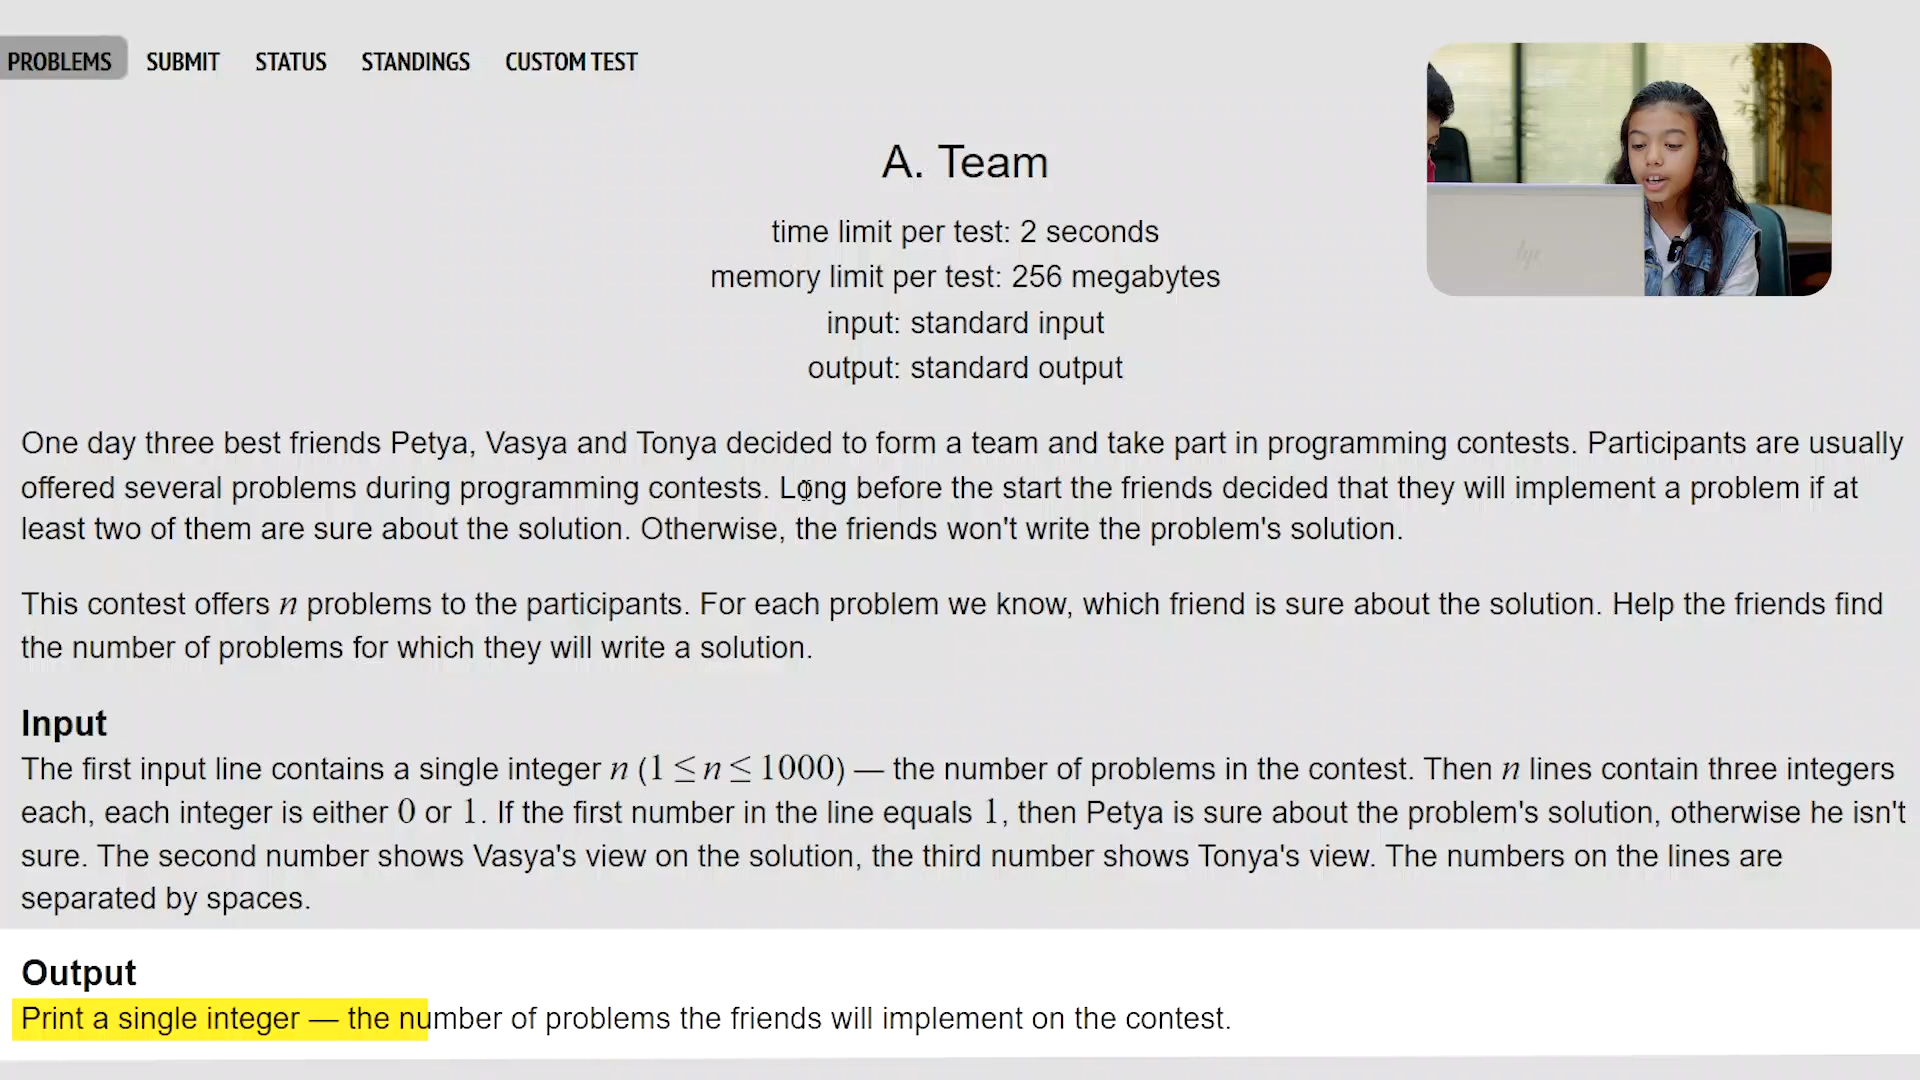 PROBLEMS SUBMIT STATUS STANDINGS CUSTOM TEST
A. Team
time limit per test: 2 seconds
memory limit per test: 256 megabytes
input: standard input
output: standard output
One day three best friends Petya, Vasya and Tonya decided to form a team and take part in programming contests. Participants are usually
offered several problems during programming contests. Long before the start the friends decided that they will implement a problem if at
least two of them are sure about the solution. Otherwise, the friends won't write the problem's solution.
This contest offers n problems to the participants. For each problem we know, which friend is sure about the solution. Help the friends find
the number of problems for which they will write a solution.
Input
The first input line contains a single integer n (1 ≤ n ≤ 1000) — the number of problems in the contest. Then n lines contain three integers
each, each integer is either 0 or 1. If the first number in the line equals 1, then Petya is sure about the problem's solution, otherwise he isn't
sure. The second number shows Vasya's view on the solution, the third number shows Tonya's view. The numbers on the lines are
separated by spaces.
Output
Print a single integer — the number of problems the friends will implement on the contest.
hp